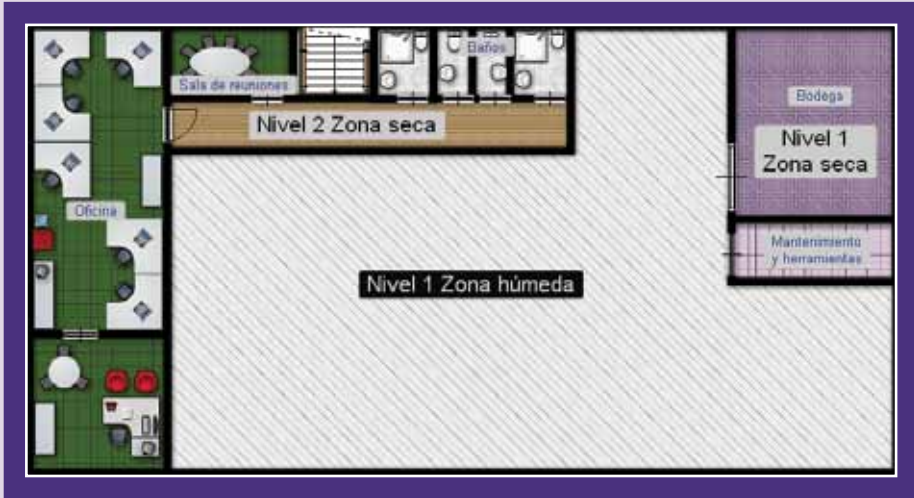 Baños
Sala de reuniones
Bodega
Nivel 2 Zona seca
Nivel 1
Zona seca
Oficina
Mantenimiento
y herramientas
Nivel 1 Zona húmeda